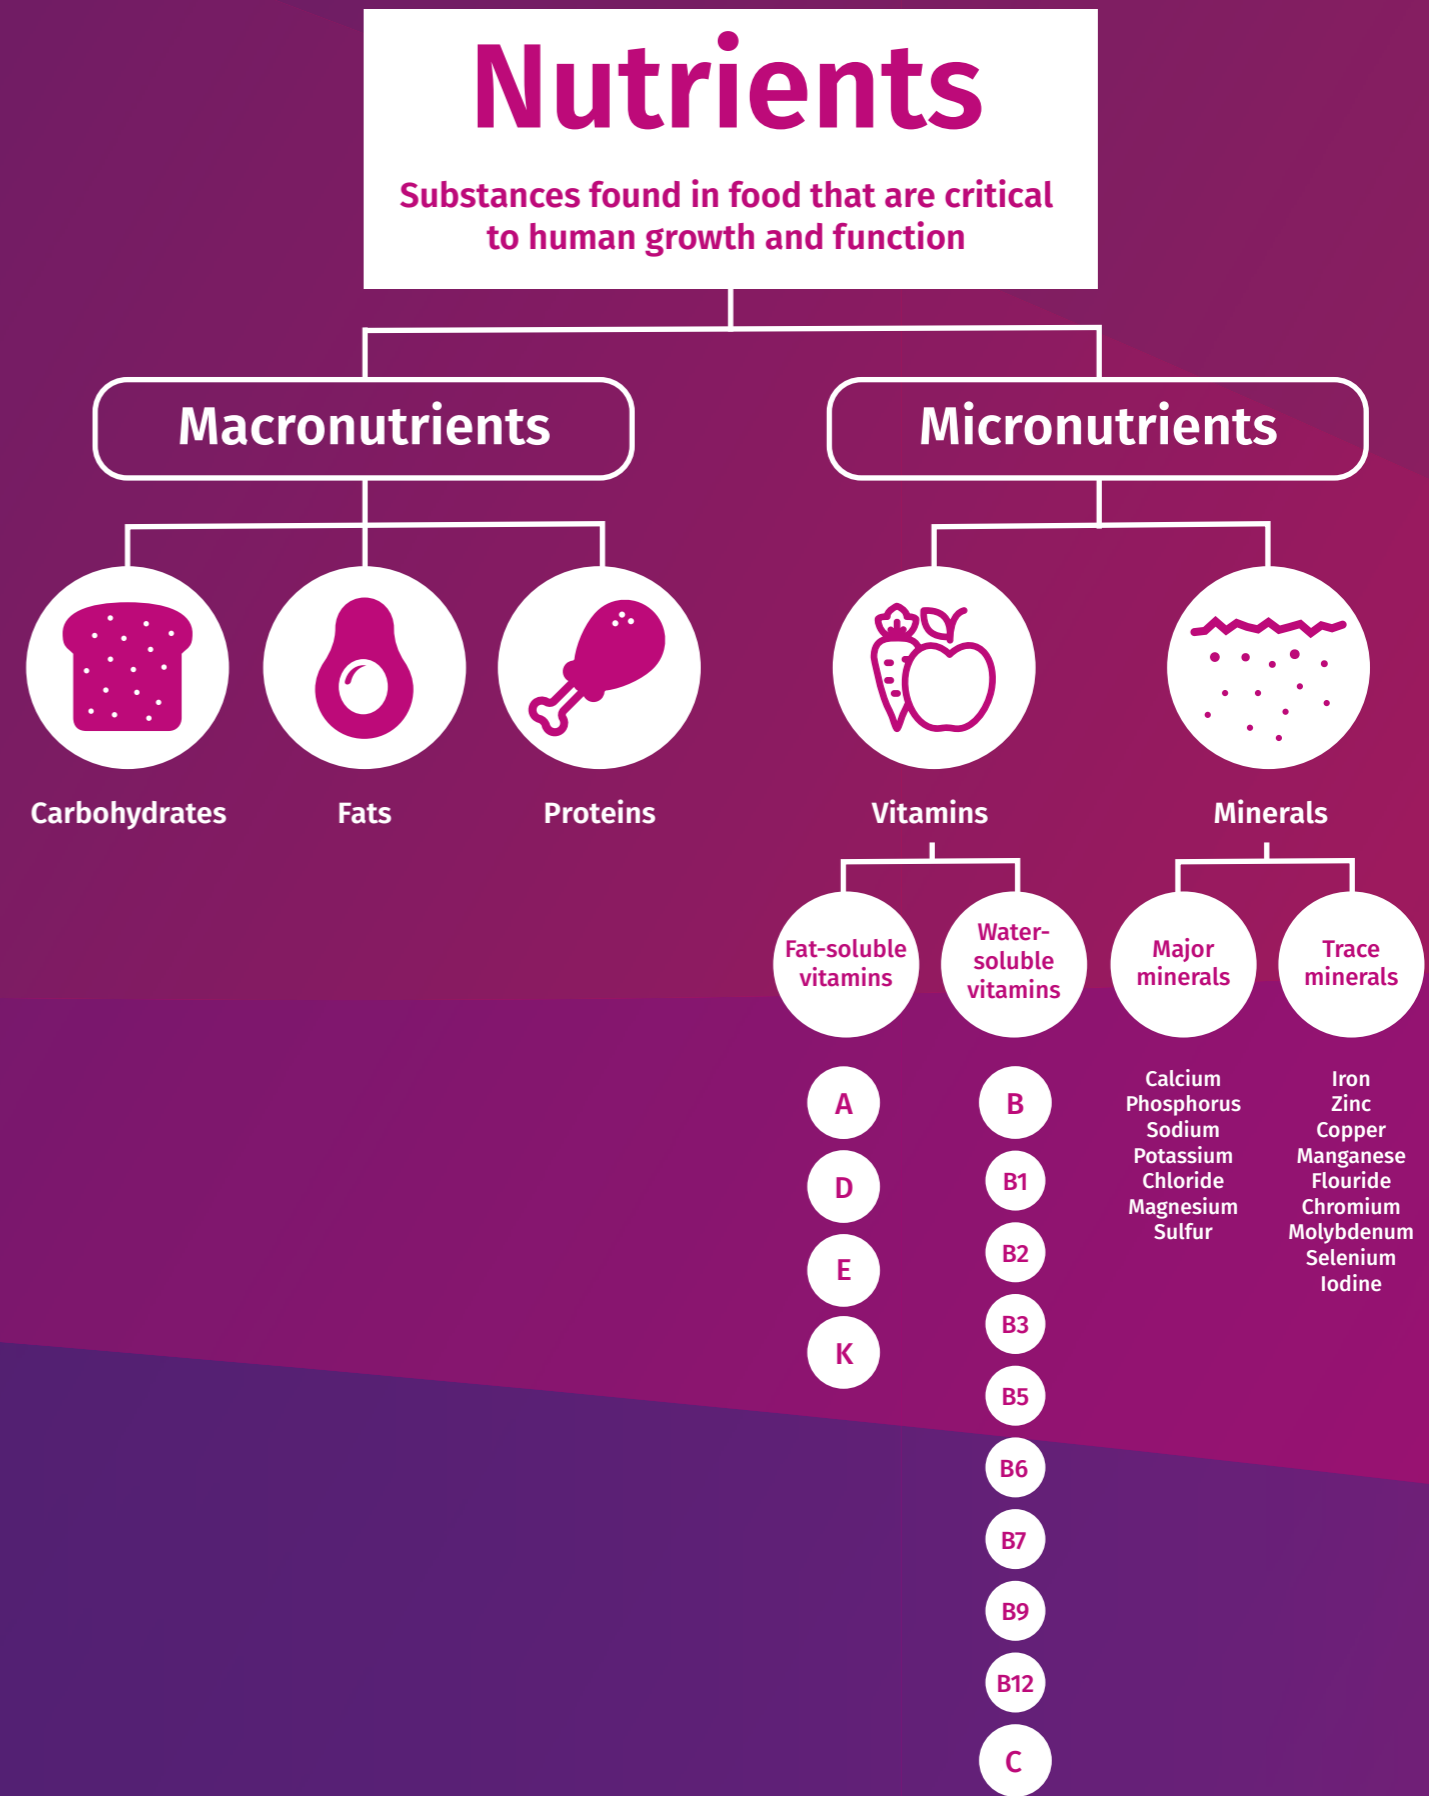 Nutrients
Substances found in food that are critical
to human growth and function
Macronutrients
Micronutrients
Carbohydrates
Fats
Proteins
Vitamins
Minerals
Fat-soluble
vitamins
Water-
soluble
vitamins
Major
minerals
Trace
minerals
A
D
E
K
B
B1
B2
B3
B5
B6
B7
B9
B12
C
Calcium
Phosphorus
Sodium
Potassium
Chloride
Magnesium
Sulfur
Iron
Zinc
Copper
Manganese
Flouride
Chromium
Molybdenum
Selenium
Iodine